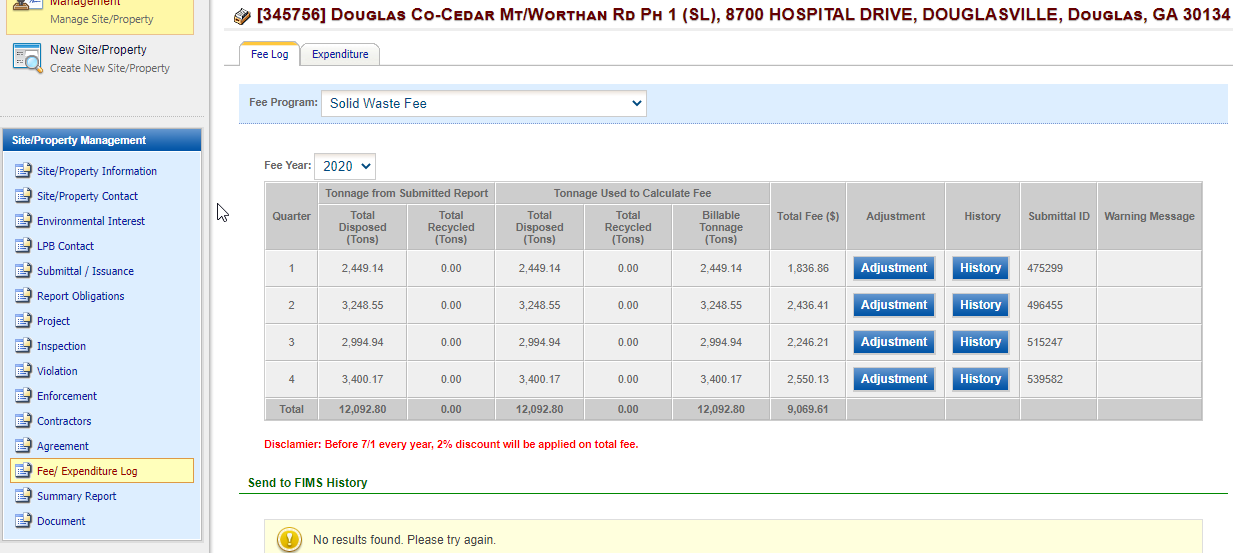 Management
Manage Site/Property
New Site/Property
Create New Site/Property
Site/Property Management
Site/Property Information
Site/Property Contact
Environmental Interest
LPB Contact
Submittal / Issuance
Report Obligations
Project
Inspection
Violation
Enforcement
Contractors
Agreement
Fee/ Expenditure Log
Summary Report
Document
[345756] Douglas Co-Cedar Mt/Worthan Rd Ph 1 (SL), 8700 HOSPITAL DRIVE, DOUGLASVILLE, Douglas, GA 30134
Fee Log Expenditure
Fee Program: Solid Waste Fee
Fee Year: 2020
Quarter Tonnage from Submitted Report Tonnage Used to Calculate Fee Total Fee ($) Adjustment History Submittal ID Warning Message
Total Disposed (Tons) Total Recycled (Tons) Total Disposed (Tons) Total Recycled (Tons) Billable Tonnage (Tons)
1 2,449.14 0.00 2,449.14 0.00 2,449.14 1,836.86 Adjustment History 475299
2 3,248.55 0.00 3,248.55 0.00 3,248.55 2,436.41 Adjustment History 496455
3 2,994.94 0.00 2,994.94 0.00 2,994.94 2,246.21 Adjustment History 515247
4 3,400.17 0.00 3,400.17 0.00 3,400.17 2,550.13 Adjustment History 539582
Total 12,092.80 0.00 12,092.80 0.00 12,092.80 9,069.61
Disclamier: Before 7/1 every year, 2% discount will be applied on total fee.
Send to FIMS History
No results found. Please try again.